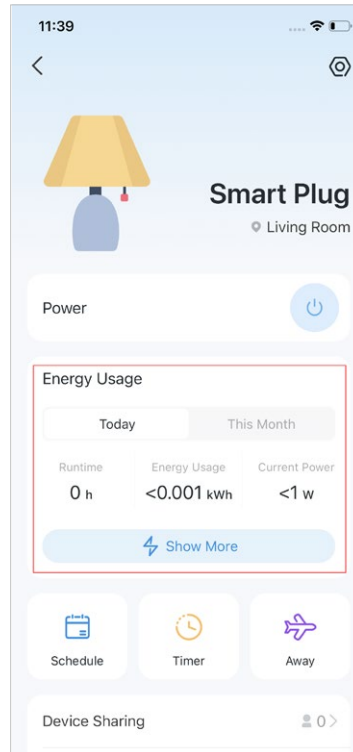 11:39
Smart Plug
Living Room
Power
Energy Usage
Today This Month
Runtime Energy Usage Current Power
0 h <0.001 kWh <1 w
Show More
Schedule Timer Away
Device Sharing 0 >